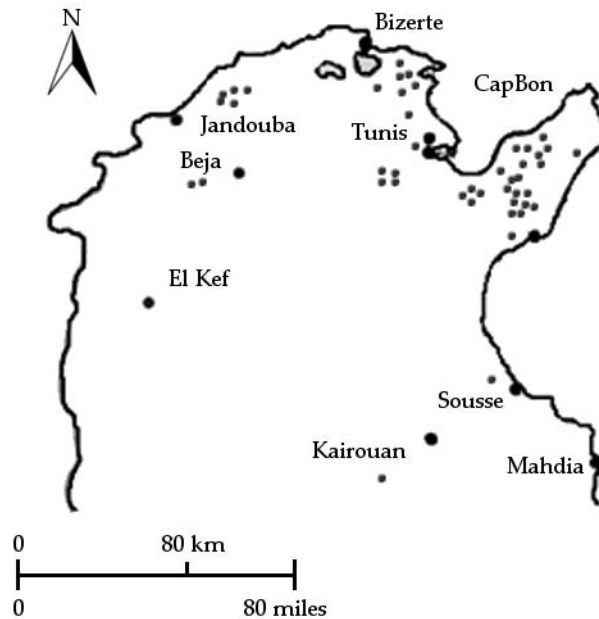 N
Bizerte
CapBon
Jandouba
Tunis
Beja
El Kef
Sousse
Kairouan
Mahdia
0 80 km
0 80 miles